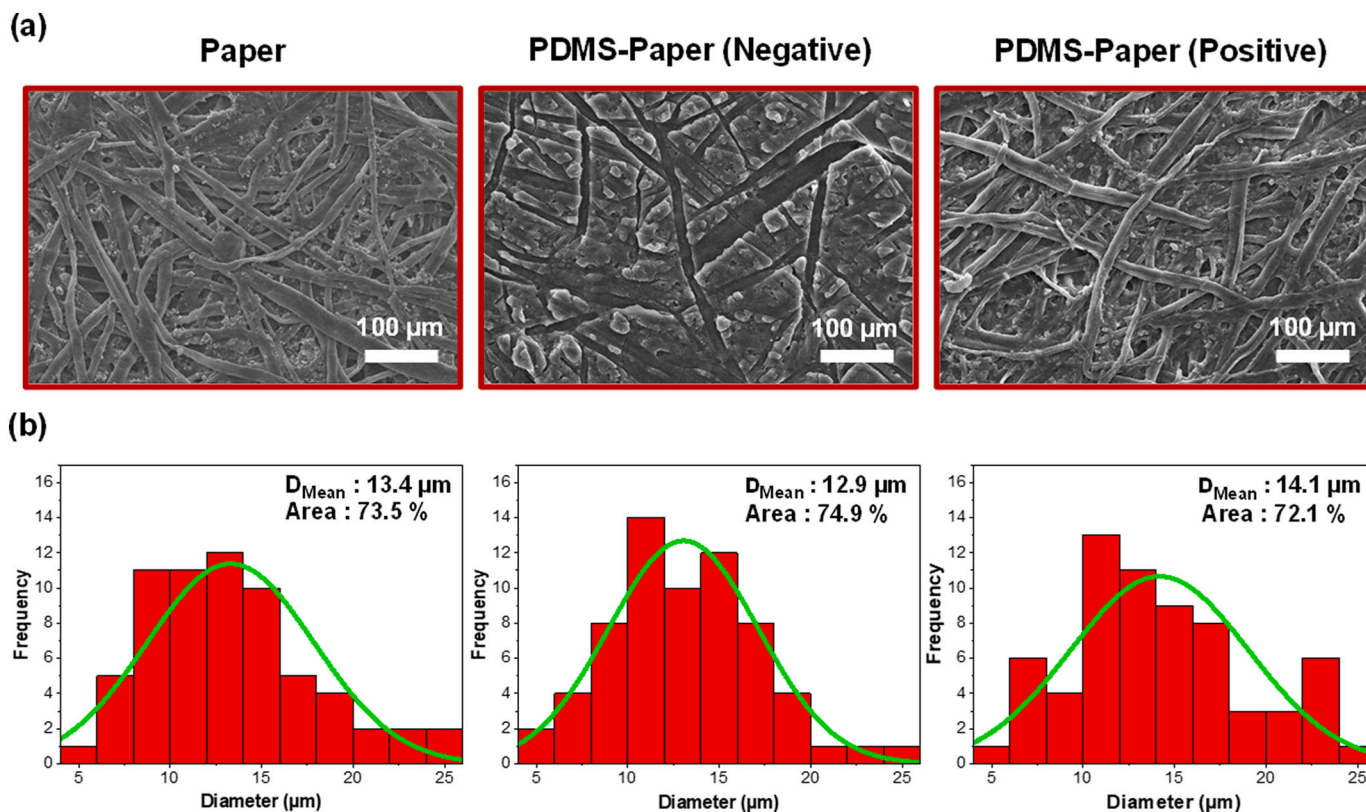 (a)
Paper
PDMS-Paper (Negative)
PDMS-Paper (Positive)
100 µm
100 µm
100 µm
(b)
16
14
12
10
8
6
4
2
0
Frequency
5
10
15
20
25
Diameter (µm)
DMean : 13.4 µm
Area : 73.5 %
16
14
12
10
8
6
4
2
0
Frequency
5
10
15
20
25
Diameter (µm)
DMean : 12.9 µm
Area : 74.9 %
16
14
12
10
8
6
4
2
0
Frequency
5
10
15
20
25
Diameter (µm)
DMean : 14.1 µm
Area : 72.1 %